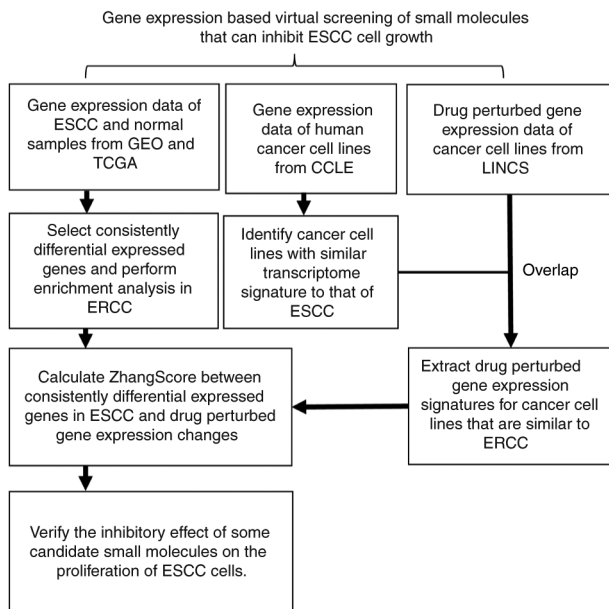 Gene expression based virtual screening of small molecules
that can inhibit ESCC cell growth
Gene expression data of
ESCC and normal
samples from GEO and
TCGA
Gene expression
data of human
cancer cell lines
from CCLE
Drug perturbed gene
expression data of
cancer cell lines from
LINCS
Select consistently
differential expressed
genes and perform
enrichment analysis in
ERCC
Identify cancer cell
lines with similar
transcriptome
signature to that of
ESCC
Overlap
Calculate ZhangScore between
consistently differential expressed
genes in ESCC and drug perturbed
gene expression changes
Extract drug perturbed
gene expression
signatures for cancer cell
lines that are similar to
ERCC
Verify the inhibitory effect of some
candidate small molecules on the
proliferation of ESCC cells.